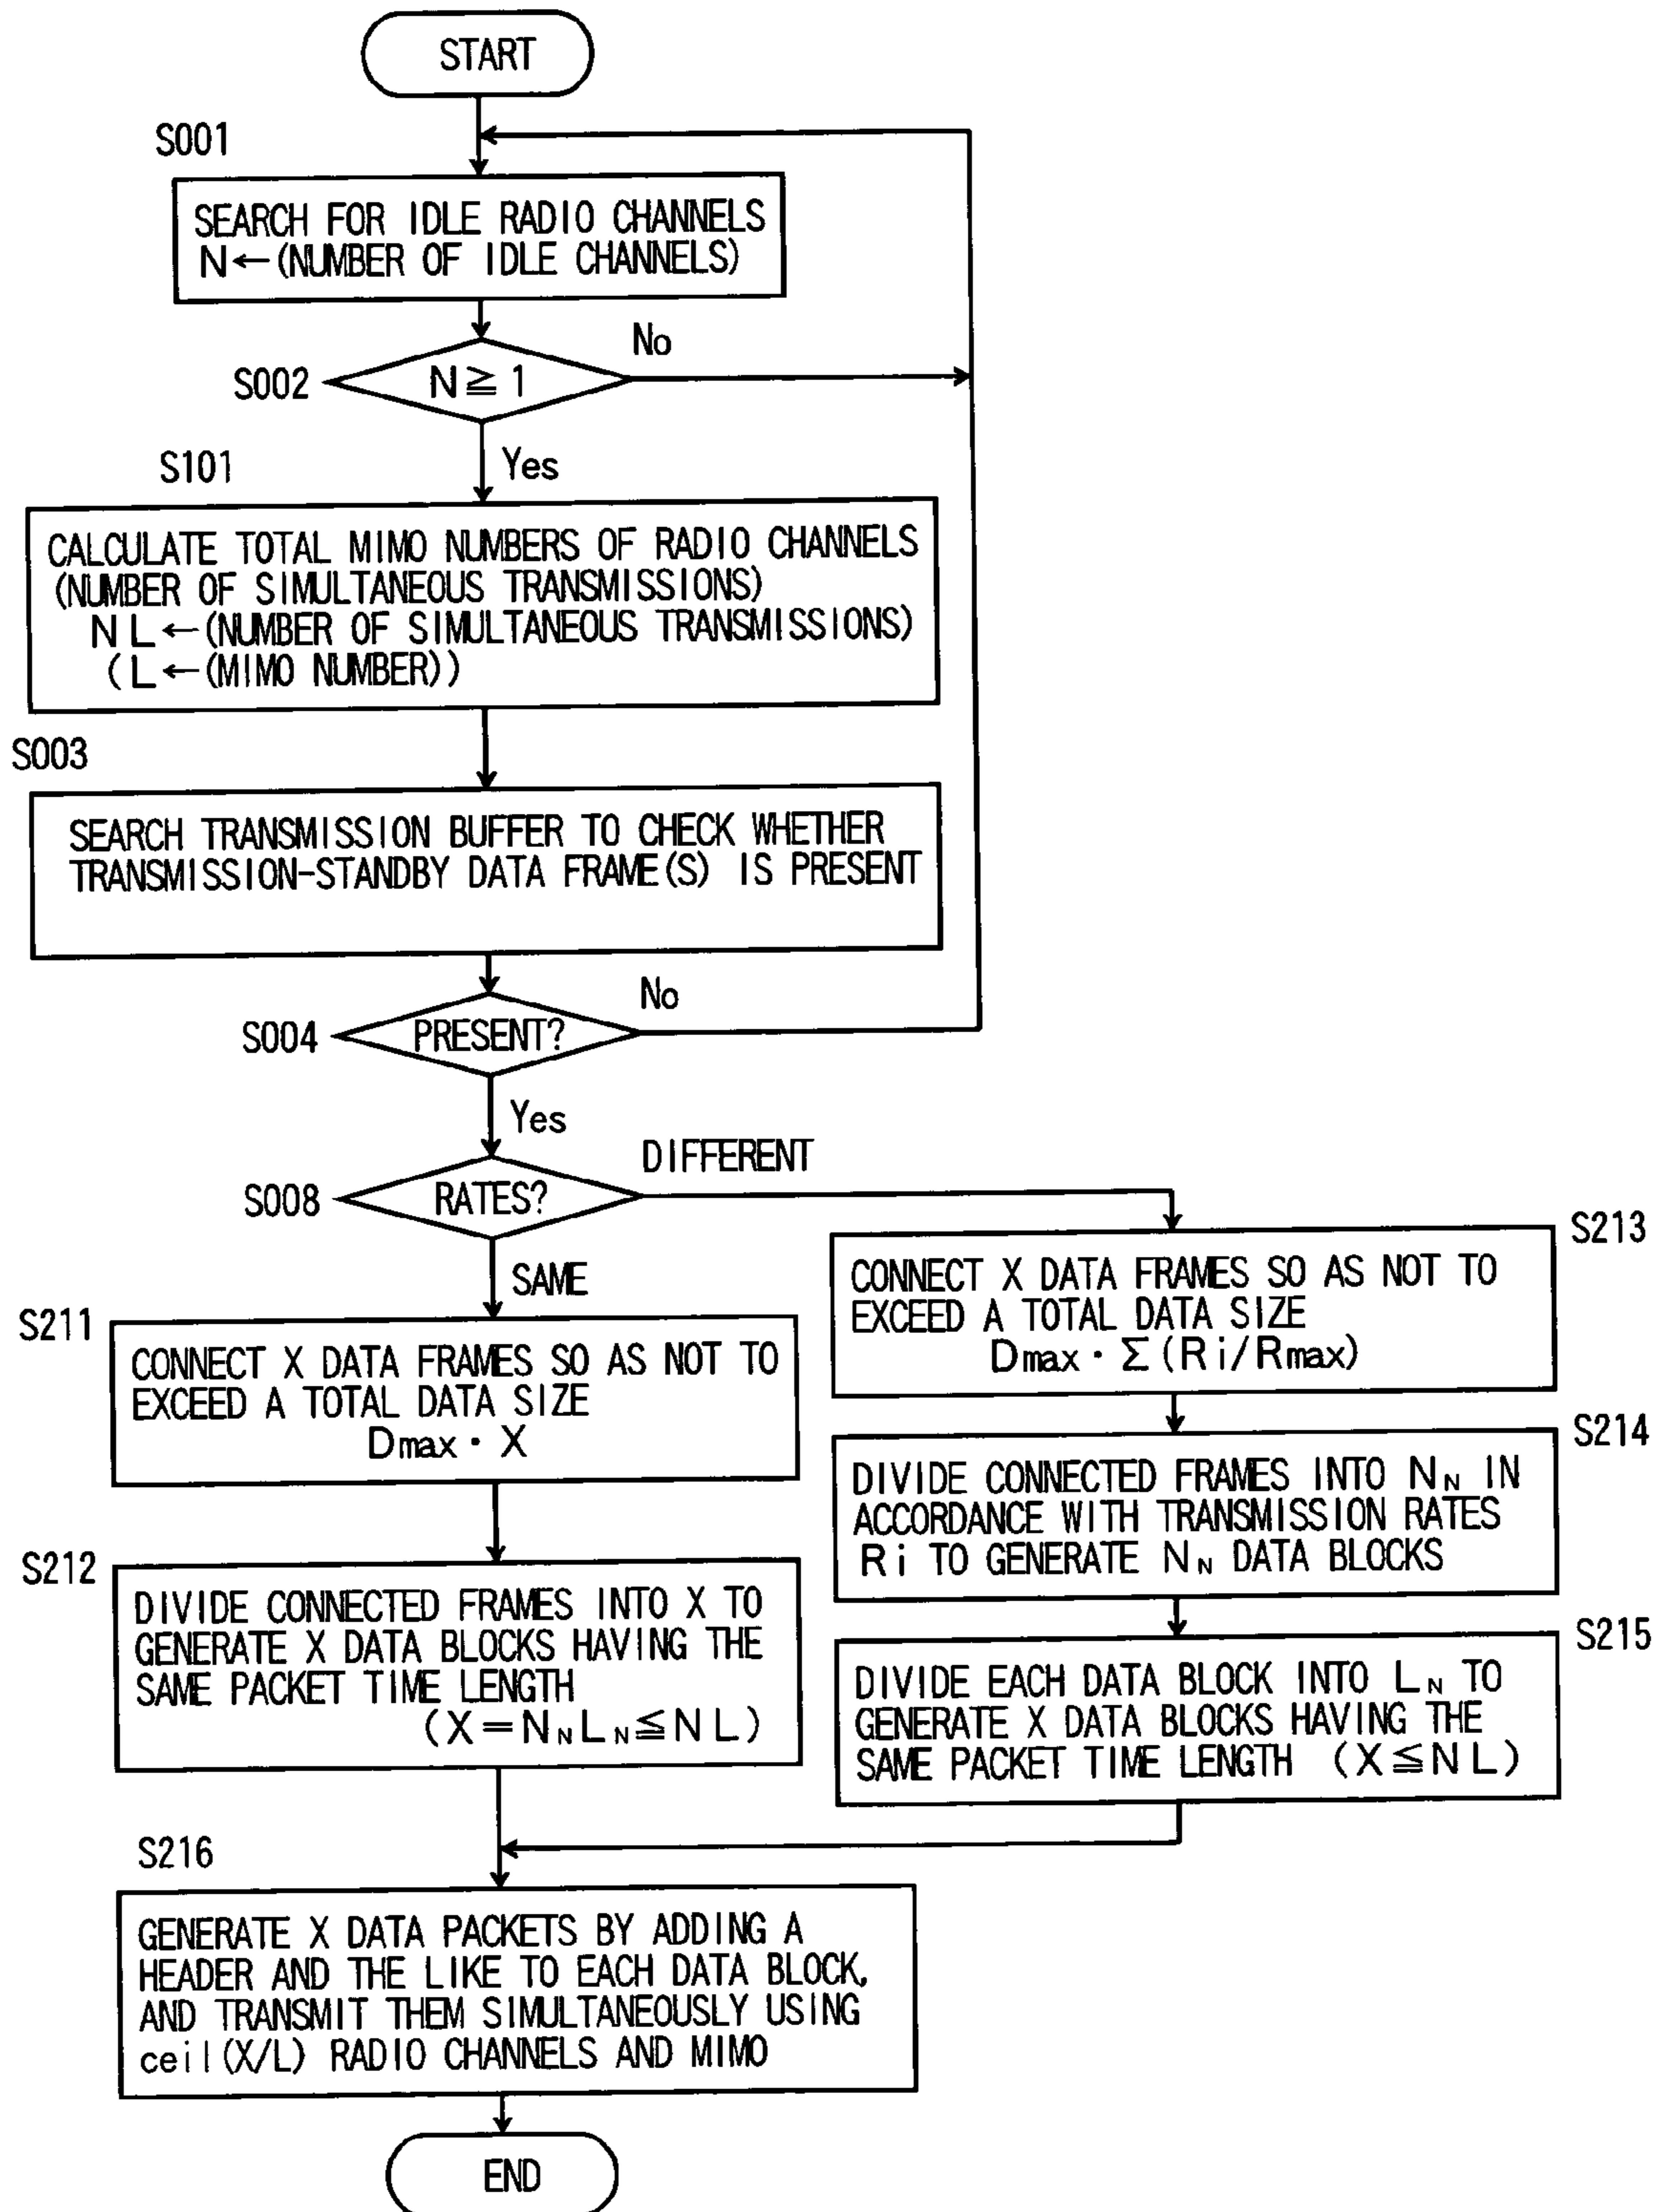 START
S001
SEARCH FOR IDLE RADIO CHANNELS
N←(NUMBER OF IDLE CHANNELS)
No
S002
N≧1
Yes
S101
CALCULATE TOTAL MIMO NUMBERS OF RADIO CHANNELS
(NUMBER OF SIMULTANEOUS TRANSMISSIONS)
NL←(NUMBER OF SIMULTANEOUS TRANSMISSIONS)
(L←(MIMO NUMBER))
S003
SEARCH TRANSMISSION BUFFER TO CHECK WHETHER
TRANSMISSION-STANDBY DATA FRAME(S) IS PRESENT
No
S004
PRESENT?
Yes
DIFFERENT
S008
RATES?
SAME
S211
CONNECT X DATA FRAMES SO AS NOT TO
EXCEED A TOTAL DATA SIZE
Dmax・X
S212
DIVIDE CONNECTED FRAMES INTO X TO
GENERATE X DATA BLOCKS HAVING THE
SAME PACKET TIME LENGTH
(X=NNLN≦NL)
S213
CONNECT X DATA FRAMES SO AS NOT TO
EXCEED A TOTAL DATA SIZE
Dmax・Σ(Ri/Rmax)
S214
DIVIDE CONNECTED FRAMES INTO NN IN
ACCORDANCE WITH TRANSMISSION RATES
Ri TO GENERATE NN DATA BLOCKS
S215
DIVIDE EACH DATA BLOCK INTO LN TO
GENERATE X DATA BLOCKS HAVING THE
SAME PACKET TIME LENGTH (X≦NL)
S216
GENERATE X DATA PACKETS BY ADDING A
HEADER AND THE LIKE TO EACH DATA BLOCK,
AND TRANSMIT THEM SIMULTANEOUSLY USING
ceil(X/L) RADIO CHANNELS AND MIMO
END